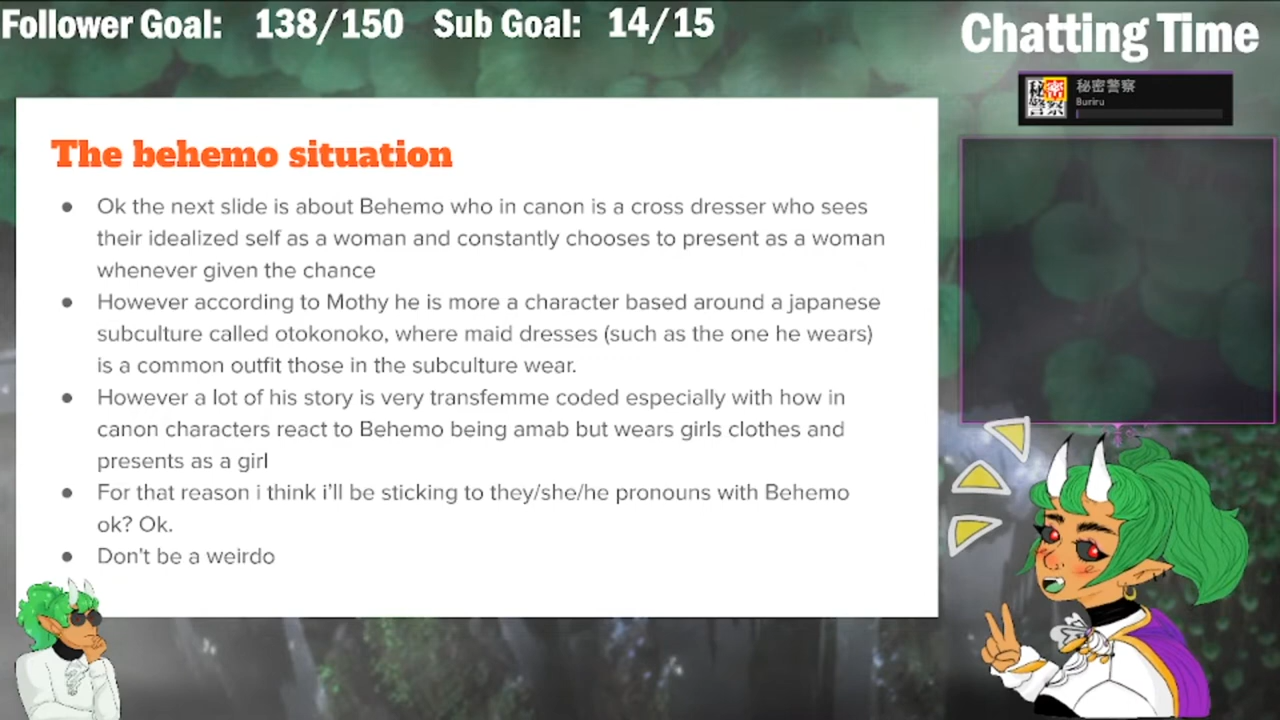 Follower Goal: 138/150 Sub Goal: 14/15
Chatting Time
秘密警察
Buriru
The behemo situation
● Ok the next slide is about Behemo who in canon is a cross dresser who sees
their idealized self as a woman and constantly chooses to present as a woman
whenever given the chance
● However according to Mothy he is more a character based around a japanese
subculture called otokonoko, where maid dresses (such as the one he wears)
is a common outfit those in the subculture wear.
● However a lot of his story is very transfemme coded especially with how in
canon characters react to Behemo being amab but wears girls clothes and
presents as a girl
● For that reason i think i'll be sticking to they/she/he pronouns with Behemo
ok? Ok.
● Don't be a weirdo